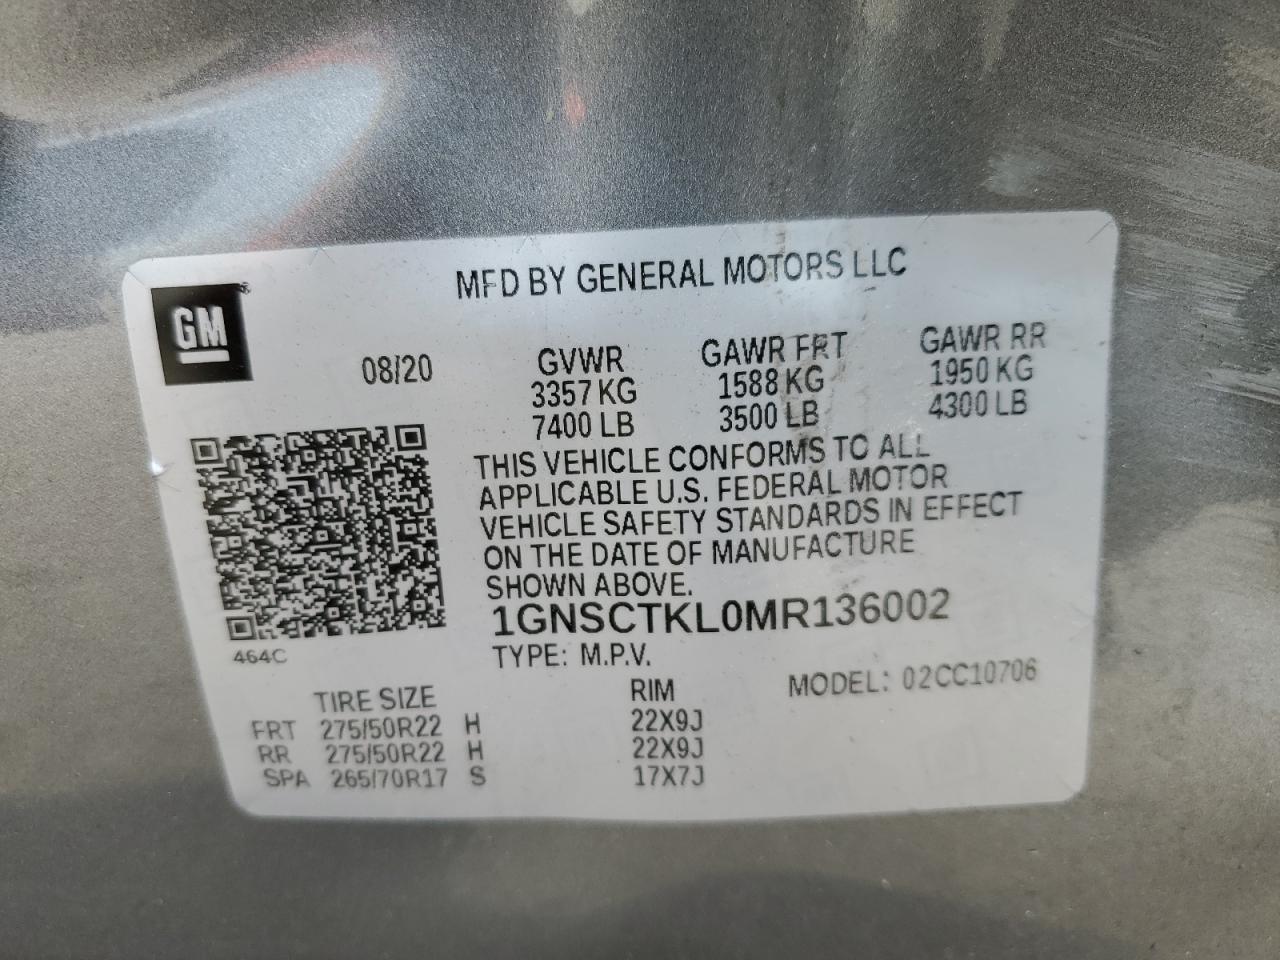 MFD BY GENERAL MOTORS LLC
GM
08/20
GVWR GAWR FRT GAWR RR
3357 KG 1588 KG 1950 KG
7400 LB 3500 LB 4300 LB
THIS VEHICLE CONFORMS TO ALL
APPLICABLE U.S. FEDERAL MOTOR
VEHICLE SAFETY STANDARDS IN EFFECT
ON THE DATE OF MANUFACTURE
SHOWN ABOVE.
1GNSCTKL0MR136002
464C
TYPE: M.P.V.
MODEL: 02CC10706
TIRE SIZE RIM
FRT 275/50R22 H 22X9J
RR 275/50R22 H 22X9J
SPA 265/70R17 S 17X7J